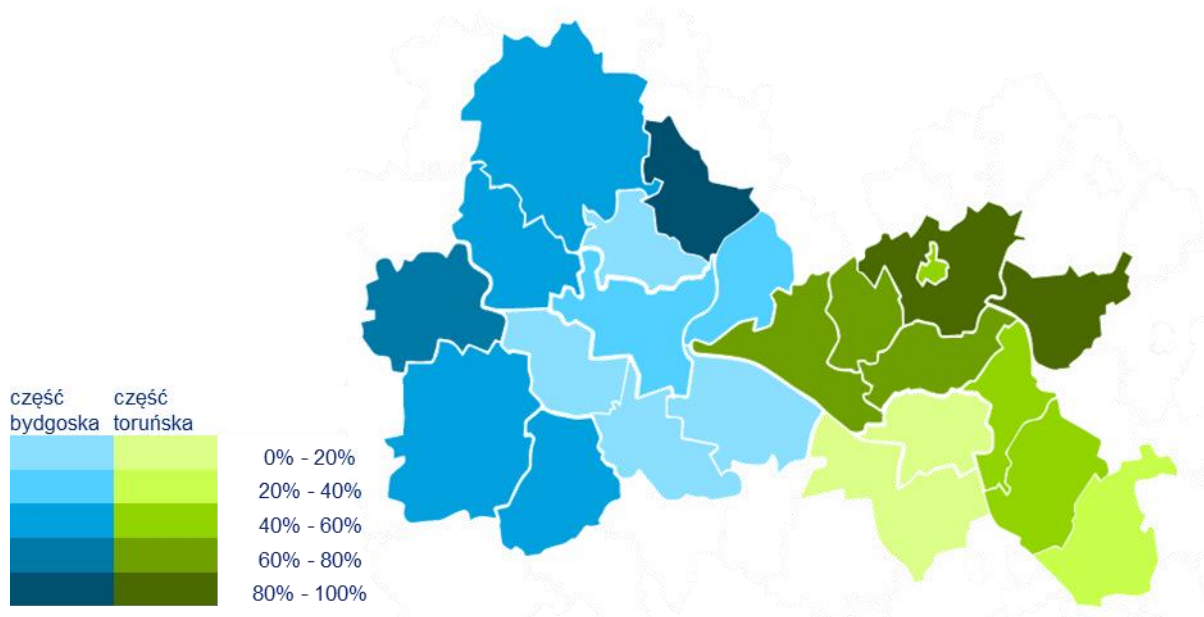 część część
bydgoska toruńska
0% - 20%
20% - 40%
40% - 60%
60% - 80%
80% - 100%